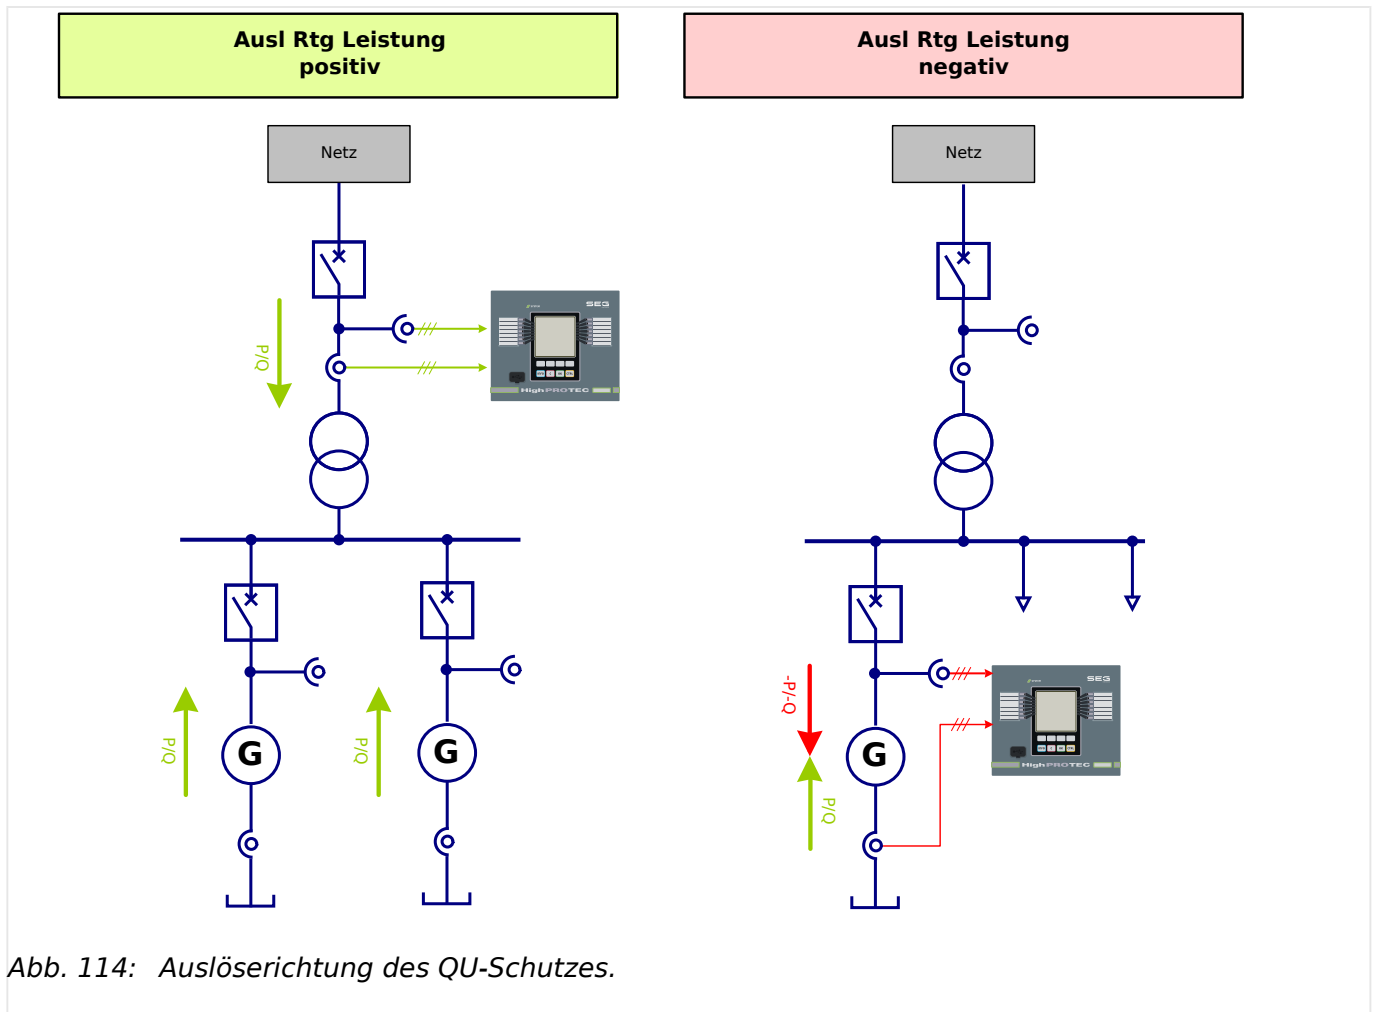 Ausl Rtg Leistung
positiv
Ausl Rtg Leistung
negativ
Netz
Netz
SEG
P/Q
HighPROTEC
P/Q
P/Q
G
G
-P/-Q
SEG
G
HighPROTEC
P/Q
Abb. 114: Auslöserichtung des QU-Schutzes.